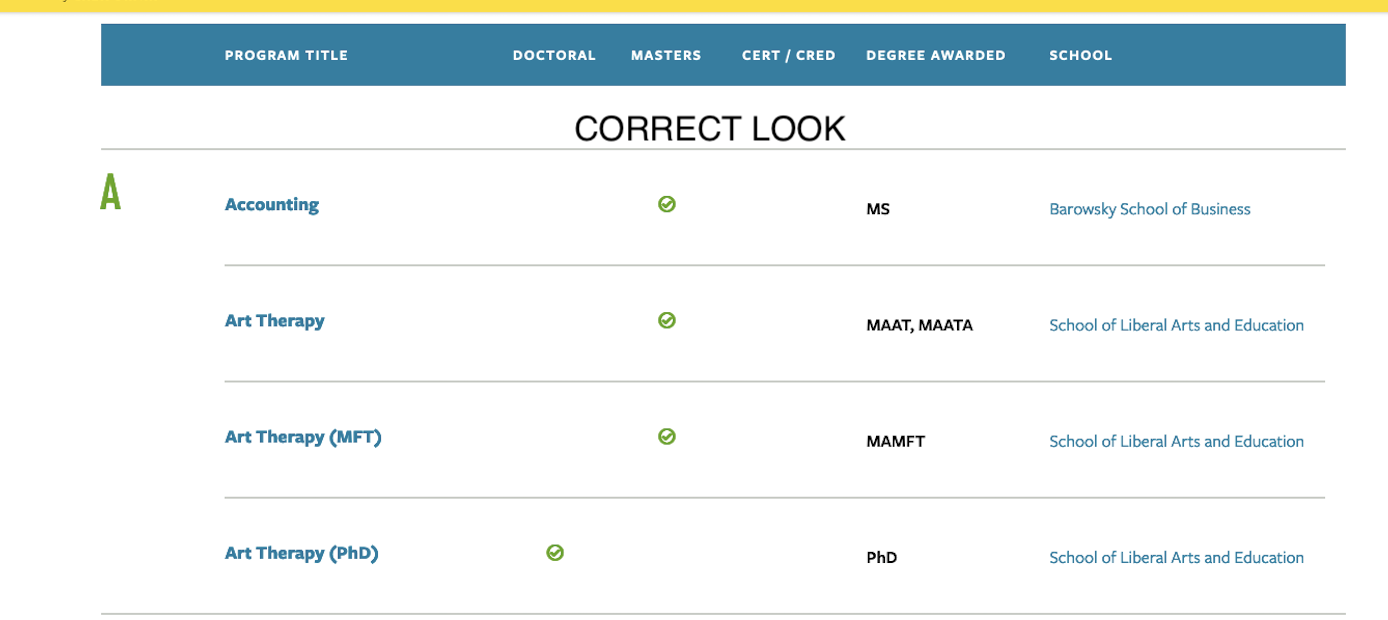 PROGRAM TITLE DOCTORAL MASTERS CERT / CRED DEGREE AWARDED SCHOOL
CORRECT LOOK
A
Accounting MS Barowsky School of Business
Art Therapy MAAT, MAATA School of Liberal Arts and Education
Art Therapy (MFT) MAMFT School of Liberal Arts and Education
Art Therapy (PhD) PhD School of Liberal Arts and Education